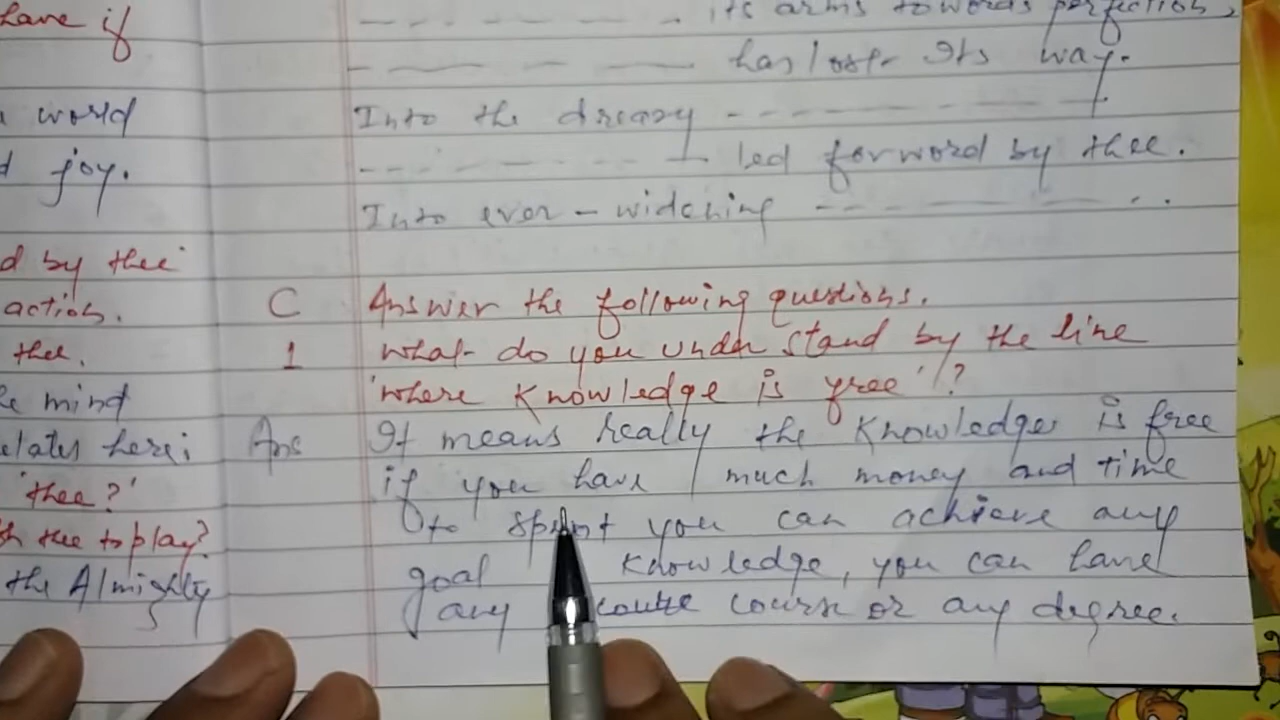 have if
world
joy.
d by thee
action.
thee.
mind
elates here;
'thee?'
thee to play?
the Almighty
its arms towords perfection,
has lost Its way.
Into the dreary
led forword by thee.
Into ever-widening
C Answer the following questions.
1 What do you understand by the line
'where knowledge is free'?
Ans It means really the knowledge is free
if you have much money and time
to spent you can achieve any
goal knowledge, you can have
any course or any degree.